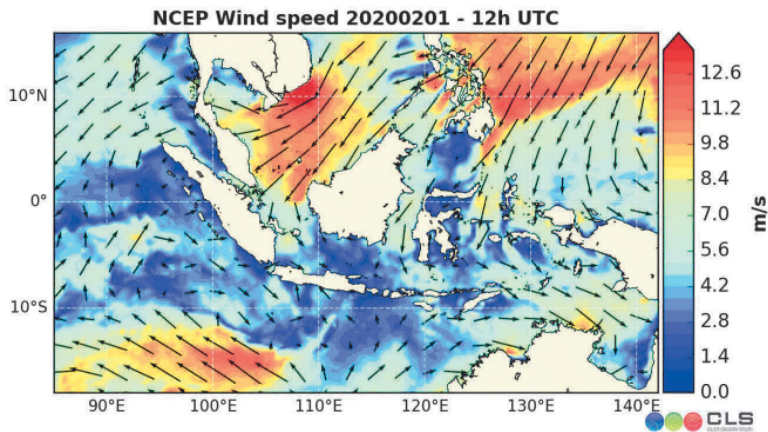 NCEP Wind speed 20200201 - 12h UTC
10°N
0°
10°S
90°E
100°E
110°E
120°E
130°E
140°E
12.6
11.2
9.8
8.4
7.0
5.6
4.2
2.8
1.4
0.0
m/s
CLS